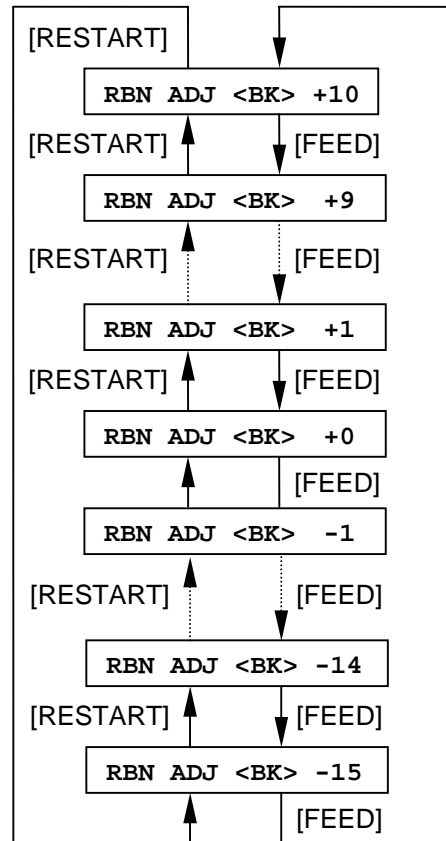 [RESTART]
RBN ADJ <BK> +10
[RESTART] [FEED]
RBN ADJ <BK> +9
[RESTART] [FEED]
RBN ADJ <BK> +1
[RESTART] [FEED]
RBN ADJ <BK> +0
[FEED]
RBN ADJ <BK> -1
[RESTART] [FEED]
RBN ADJ <BK> -14
[RESTART] [FEED]
RBN ADJ <BK> -15
[FEED]